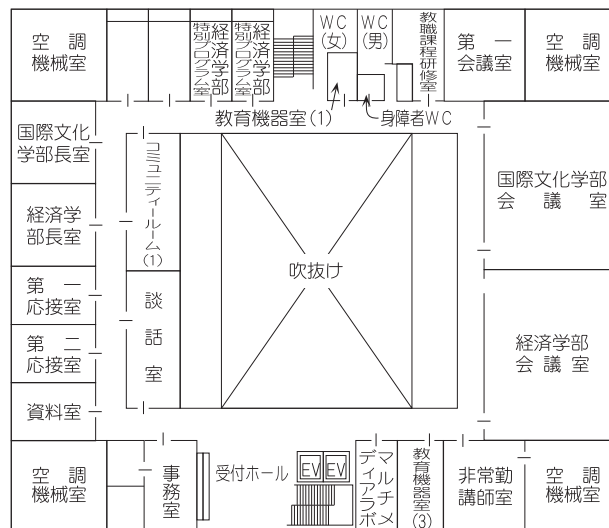 空調
機械室
経済学部
特別プログラム室
経済学部
特別プログラム室
WC
(女)
WC
(男)
教職課程研修室
第一
会議室
空調
機械室
教育機器室(1)
身障者WC
国際文化
学部長室
コミュニティールーム(1)
国際文化学部
会議室
経済学
部長室
吹抜け
第一
応接室
談話室
第二
応接室
経済学部
会議室
資料室
空調
機械室
事務室
受付ホール
EV
EV
マルチメ
ディアラボ
教育機器室(3)
非常勤
講師室
空調
機械室